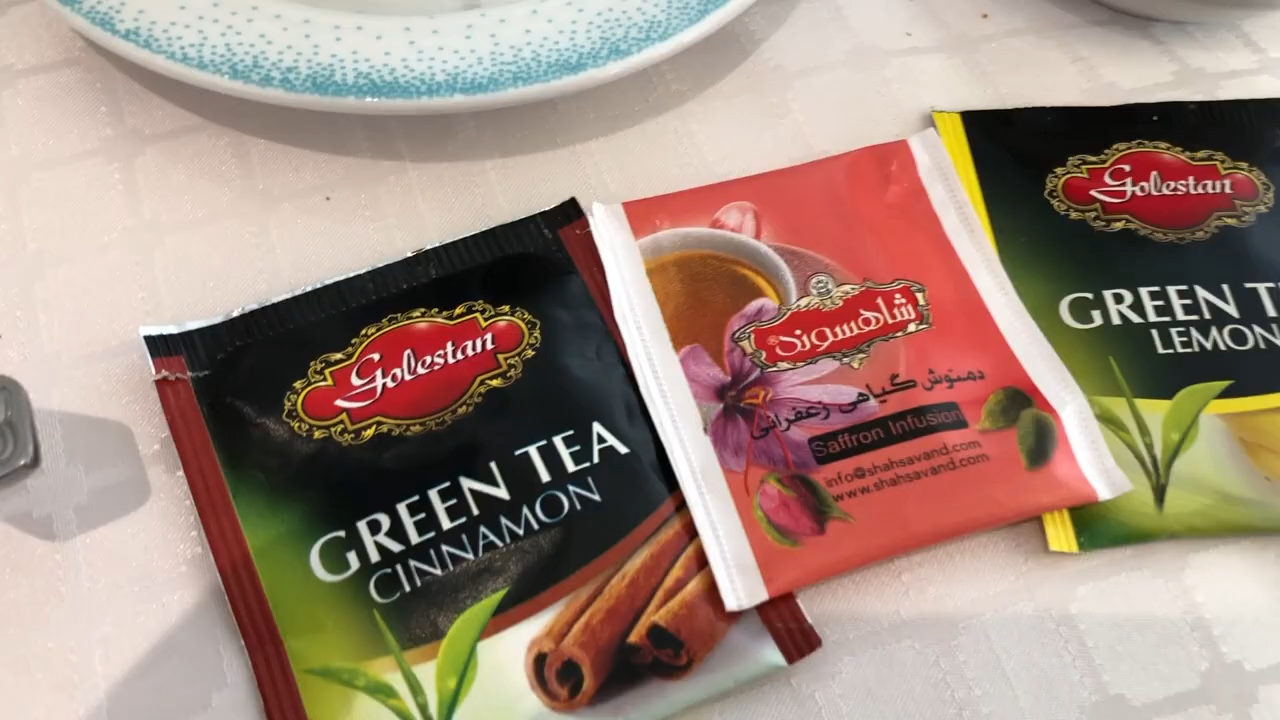 Golestan
GREEN TEA
CINNAMON
شاهسوند®
دمنوش گیاهی زعفرانی
Saffron Infusion
info@shahsavand.com
www.shahsavand.com
Golestan
GREEN T
LEMON